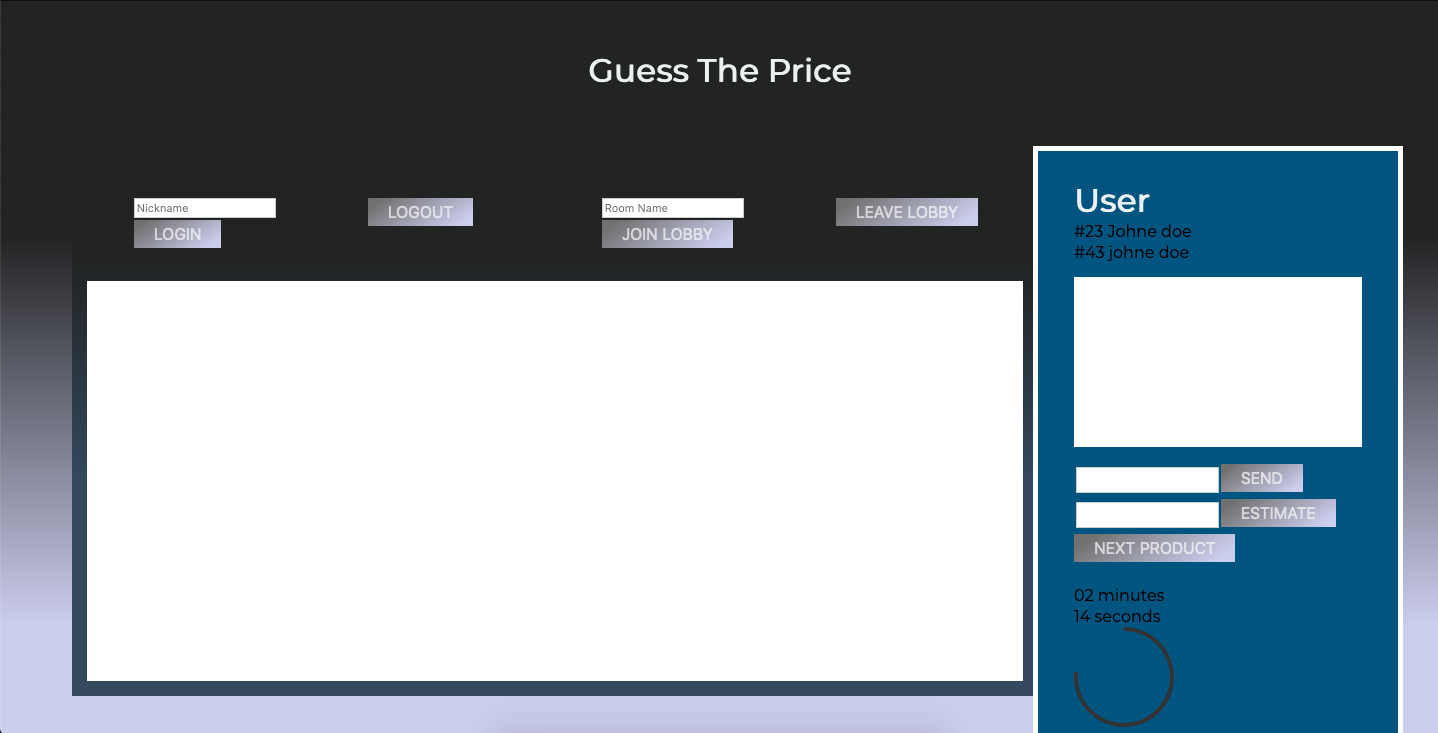 Guess The Price
Nickname
LOGIN
LOGOUT
Room Name
JOIN LOBBY
LEAVE LOBBY
User
#23 Johne doe
#43 johne doe
SEND
ESTIMATE
NEXT PRODUCT
02 minutes
14 seconds